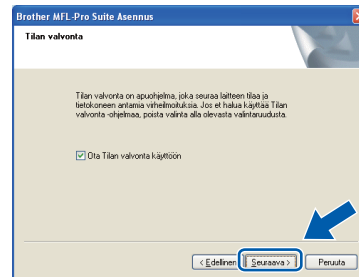 Brother MFL-Pro Suite Asennus
Tilan valvonta
Tilan valvonta on apuohjelma, joka seuraa laitteen tilaa ja
tietokoneen antamia virheilmoituksia. Jos et halua käyttää Tilan
valvonta -ohjelmaa, poista valinta alla olevasta valintaruudusta.
Ota Tilan valvonta käyttöön
< Edellinen Seuraava > Peruuta